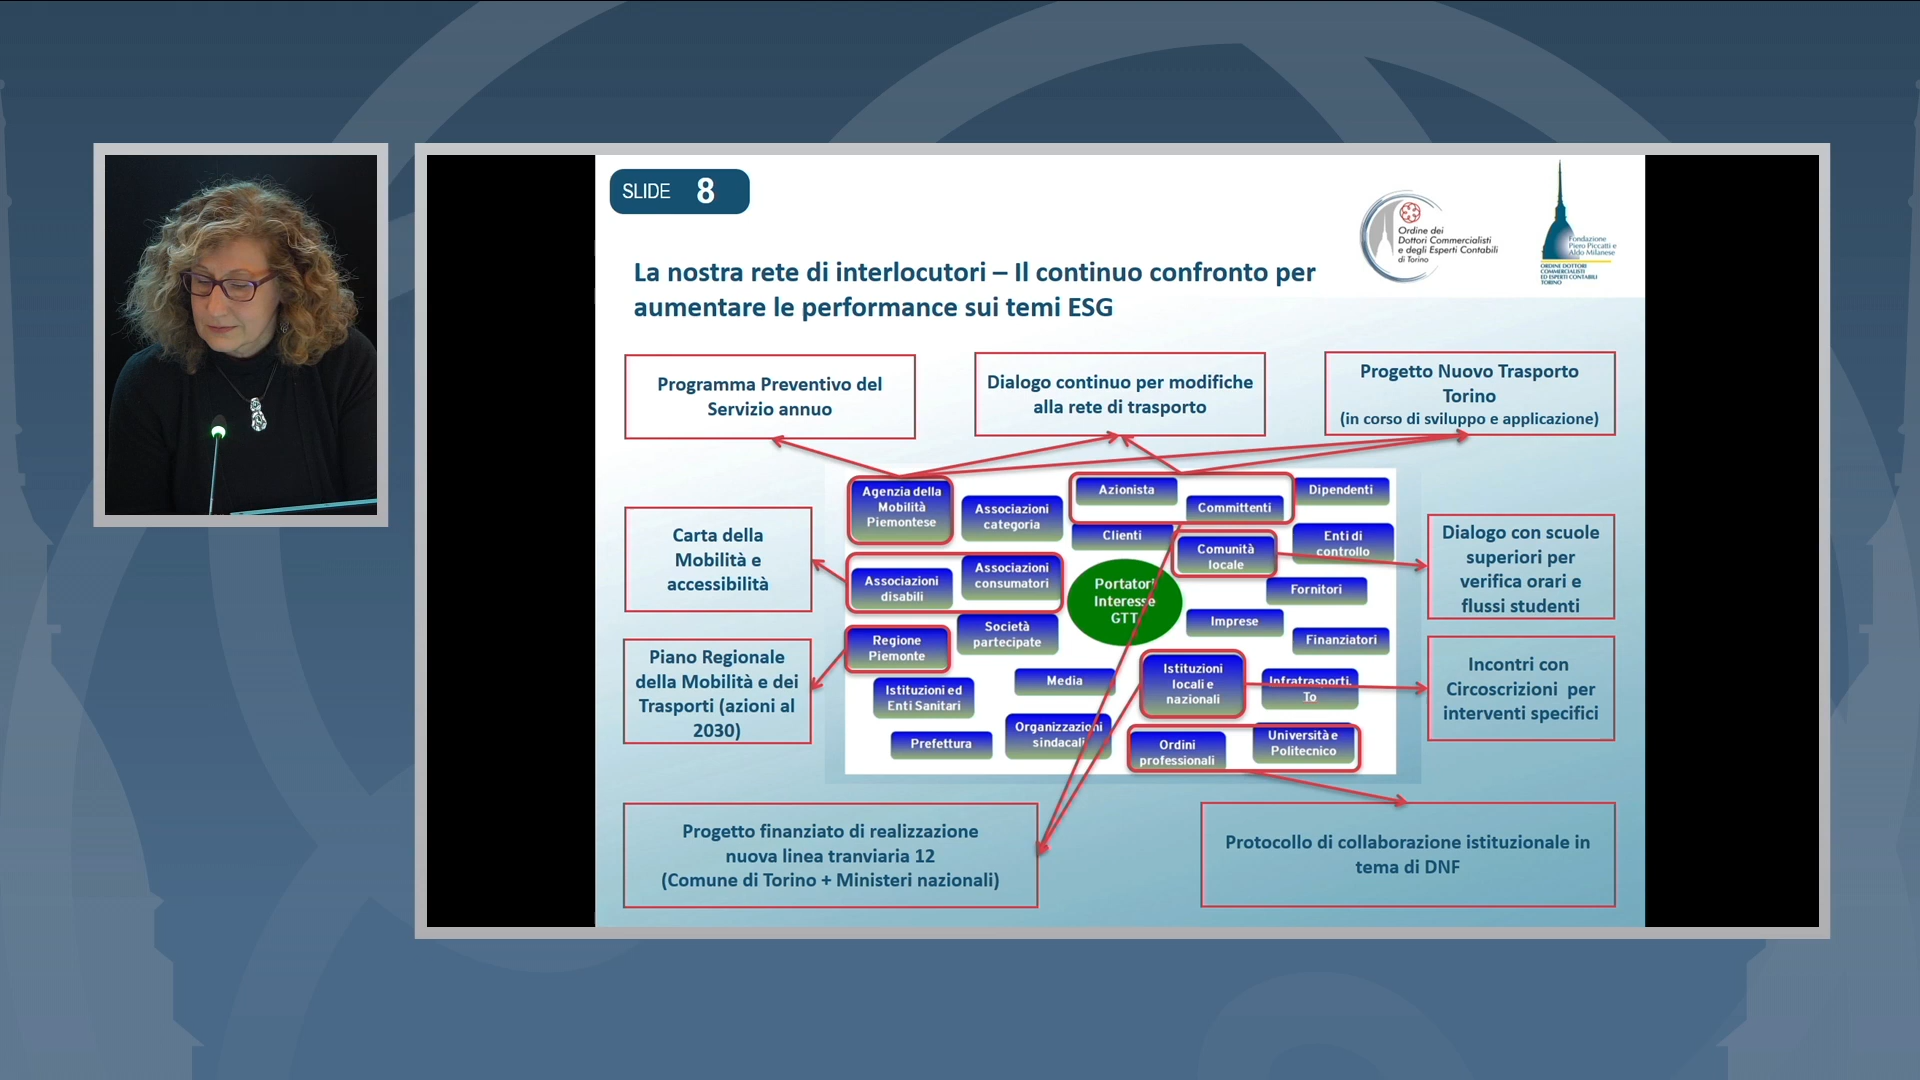 SLIDE 8
Ordine dei
Dottori Commercialisti
e degli Esperti Contabili
di Torino
Fondazione
Piero Piccatti e
Aldo Milanese
ORDINE DOTTORI
COMMERCIALISTI
ED ESPERTI CONTABILI
TORINO
La nostra rete di interlocutori – Il continuo confronto per
aumentare le performance sui temi ESG
Programma Preventivo del
Servizio annuo
Dialogo continuo per modifiche
alla rete di trasporto
Progetto Nuovo Trasporto
Torino
(in corso di sviluppo e applicazione)
Carta della
Mobilità e
accessibilità
Piano Regionale
della Mobilità e dei
Trasporti (azioni al
2030)
Agenzia della
Mobilità
Piemontese
Associazioni
categoria
Azionista
Committenti
Dipendenti
Clienti
Comunità
locale
Enti di
controllo
Associazioni
disabili
Associazioni
consumatori
Portatori
Interesse
GTT
Fornitori
Regione
Piemonte
Società
partecipate
Imprese
Finanziatori
Istituzioni ed
Enti Sanitari
Media
Istituzioni
locali e
nazionali
Infratrasporti.
To
Prefettura
Organizzazioni
sindacali
Ordini
professionali
Università e
Politecnico
Dialogo con scuole
superiori per
verifica orari e
flussi studenti
Incontri con
Circoscrizioni per
interventi specifici
Progetto finanziato di realizzazione
nuova linea tranviaria 12
(Comune di Torino + Ministeri nazionali)
Protocollo di collaborazione istituzionale in
tema di DNF